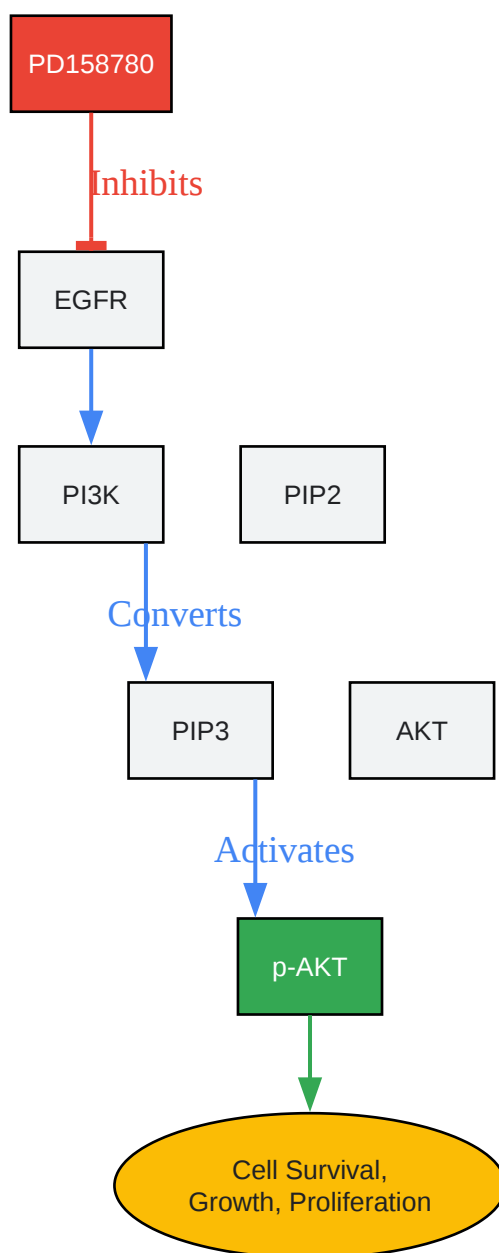 PD158780
Inhibits
EGFR
PI3K
PIP2
Converts
PIP3
AKT
Activates
p-AKT
Cell Survival,
Growth, Proliferation